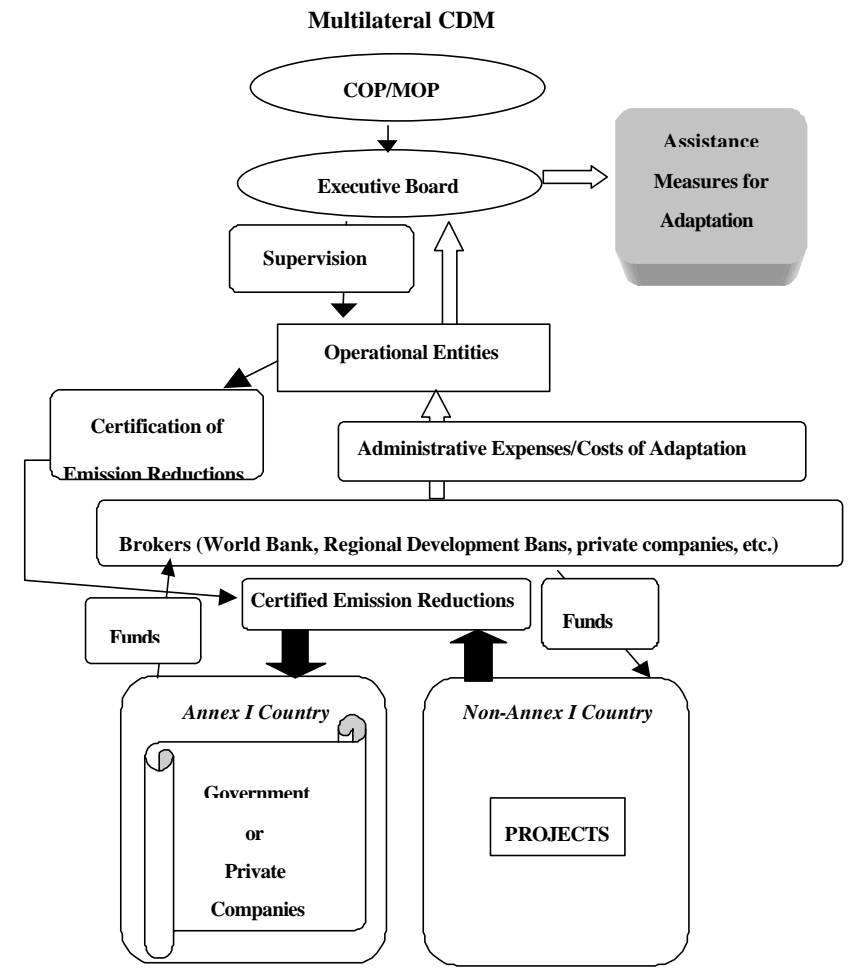 Multilateral CDM
COP/MOP
Executive Board
Assistance
Measures for
Adaptation
Supervision
Operational Entities
Certification of
Emission Reductions
Administrative Expenses/Costs of Adaptation
Brokers (World Bank, Regional Development Bans, private companies, etc.)
Certified Emission Reductions
Funds
Funds
Annex I Country
Non-Annex I Country
Government
or
Private
Companies
PROJECTS